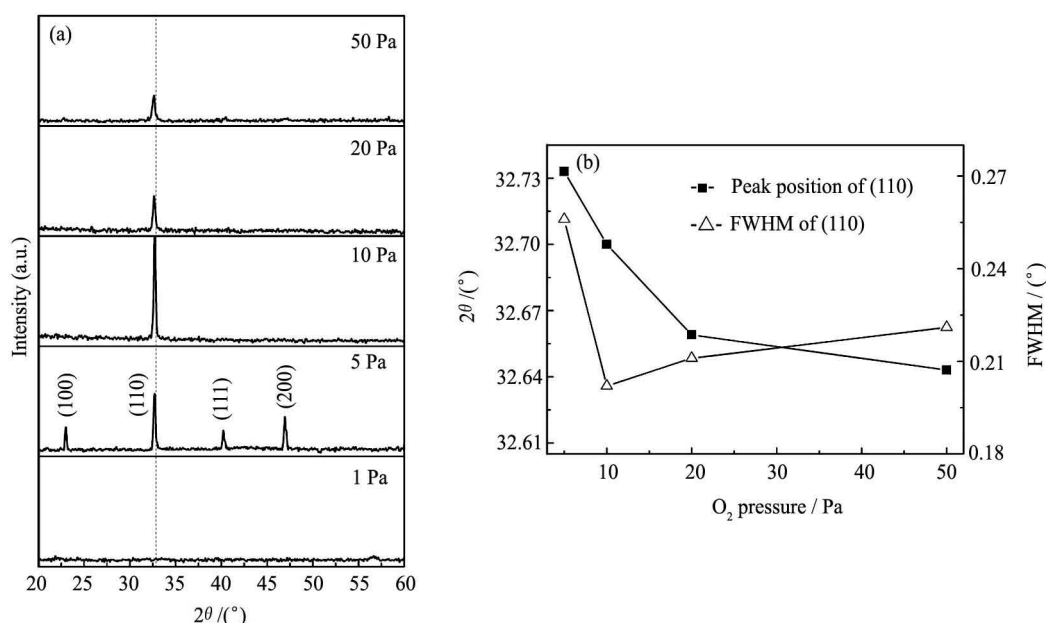 (a)
50 Pa
20 Pa
10 Pa
5 Pa
(100)
(110)
(111)
(200)
1 Pa
Intensity (a.u.)
20 25 30 35 40 45 50 55 60
2θ /(°)
(b)
Peak position of (110)
FWHM of (110)
32.73
32.70
32.67
32.64
32.61
2θ /(°)
0.27
0.24
0.21
0.18
FWHM / (°)
10 20 30 40 50
O₂ pressure / Pa